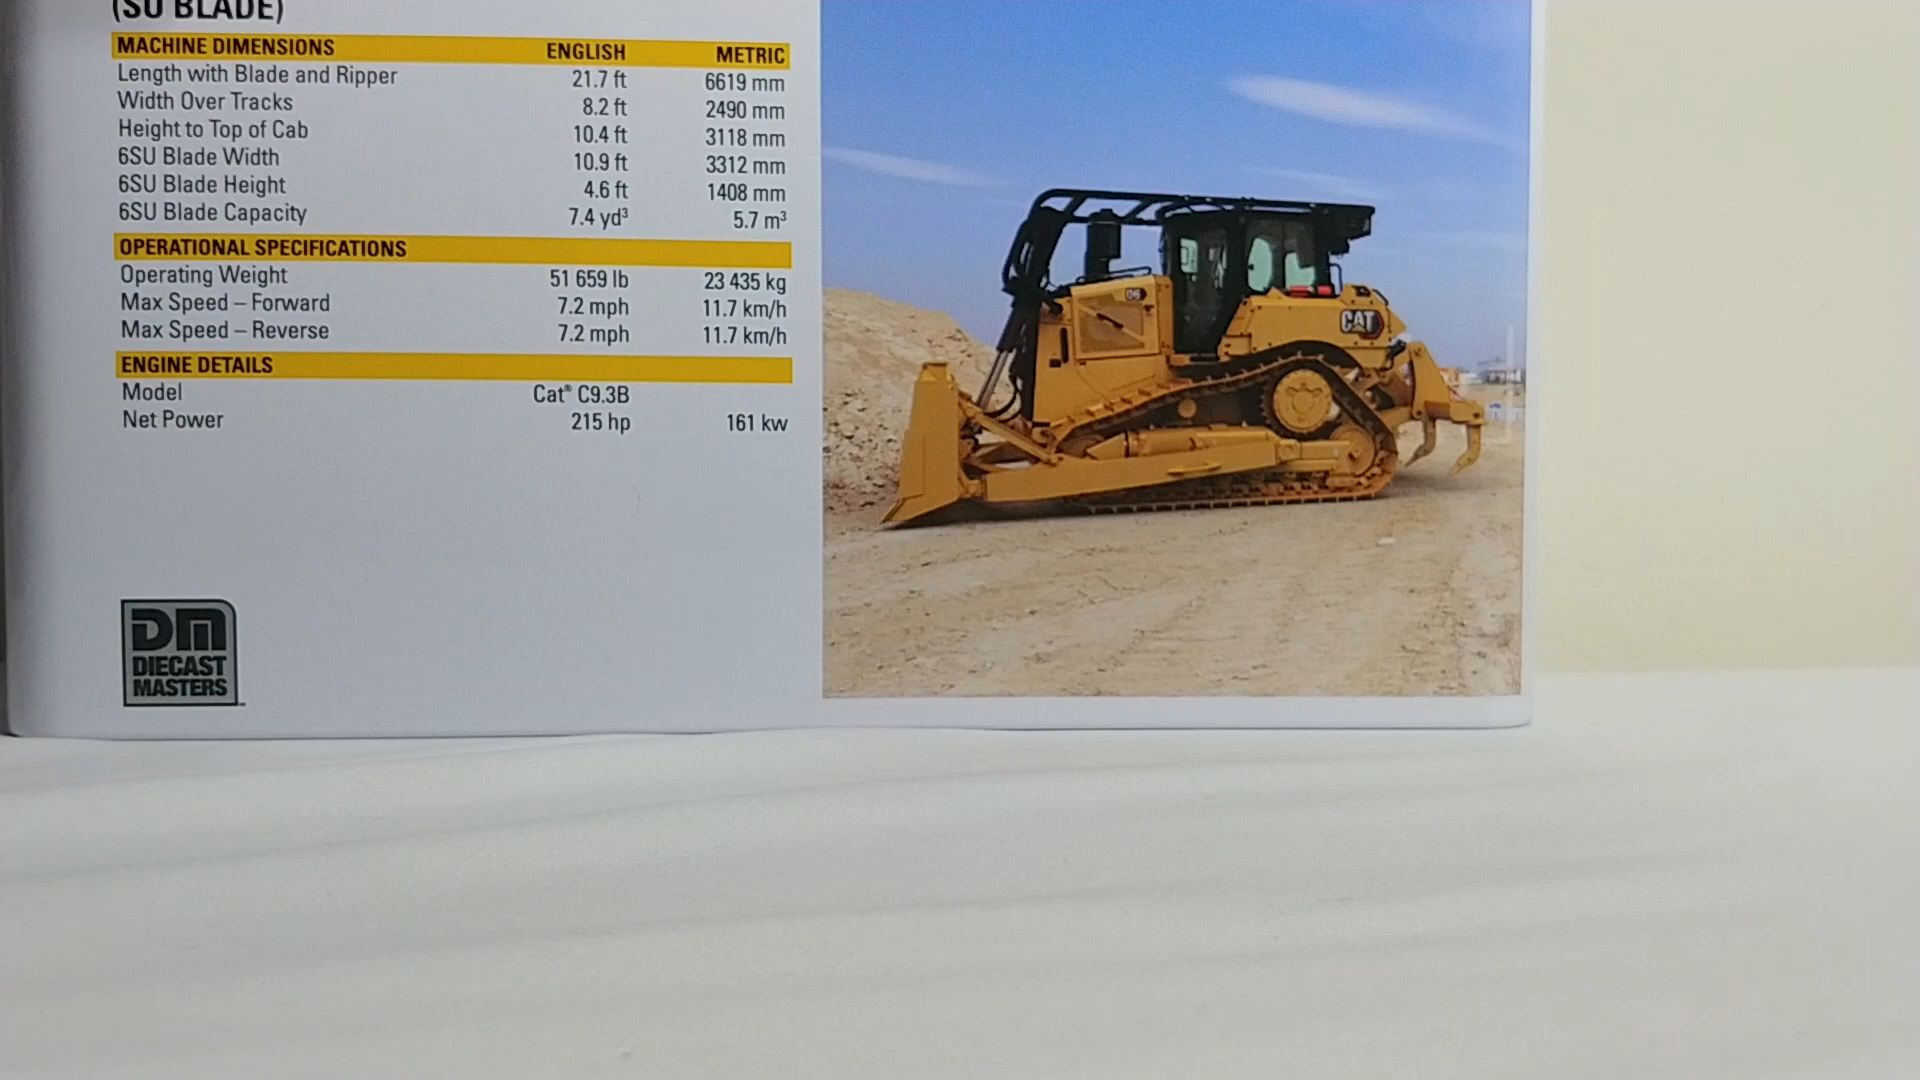 (SU BLADE)
MACHINE DIMENSIONS ENGLISH METRIC
Length with Blade and Ripper 21.7 ft 6619 mm
Width Over Tracks 8.2 ft 2490 mm
Height to Top of Cab 10.4 ft 3118 mm
6SU Blade Width 10.9 ft 3312 mm
6SU Blade Height 4.6 ft 1408 mm
6SU Blade Capacity 7.4 yd³ 5.7 m³
OPERATIONAL SPECIFICATIONS
Operating Weight 51 659 lb 23 435 kg
Max Speed – Forward 7.2 mph 11.7 km/h
Max Speed – Reverse 7.2 mph 11.7 km/h
ENGINE DETAILS
Model Cat® C9.3B
Net Power 215 hp 161 kw
DM
DIECAST
MASTERS
D6
CAT